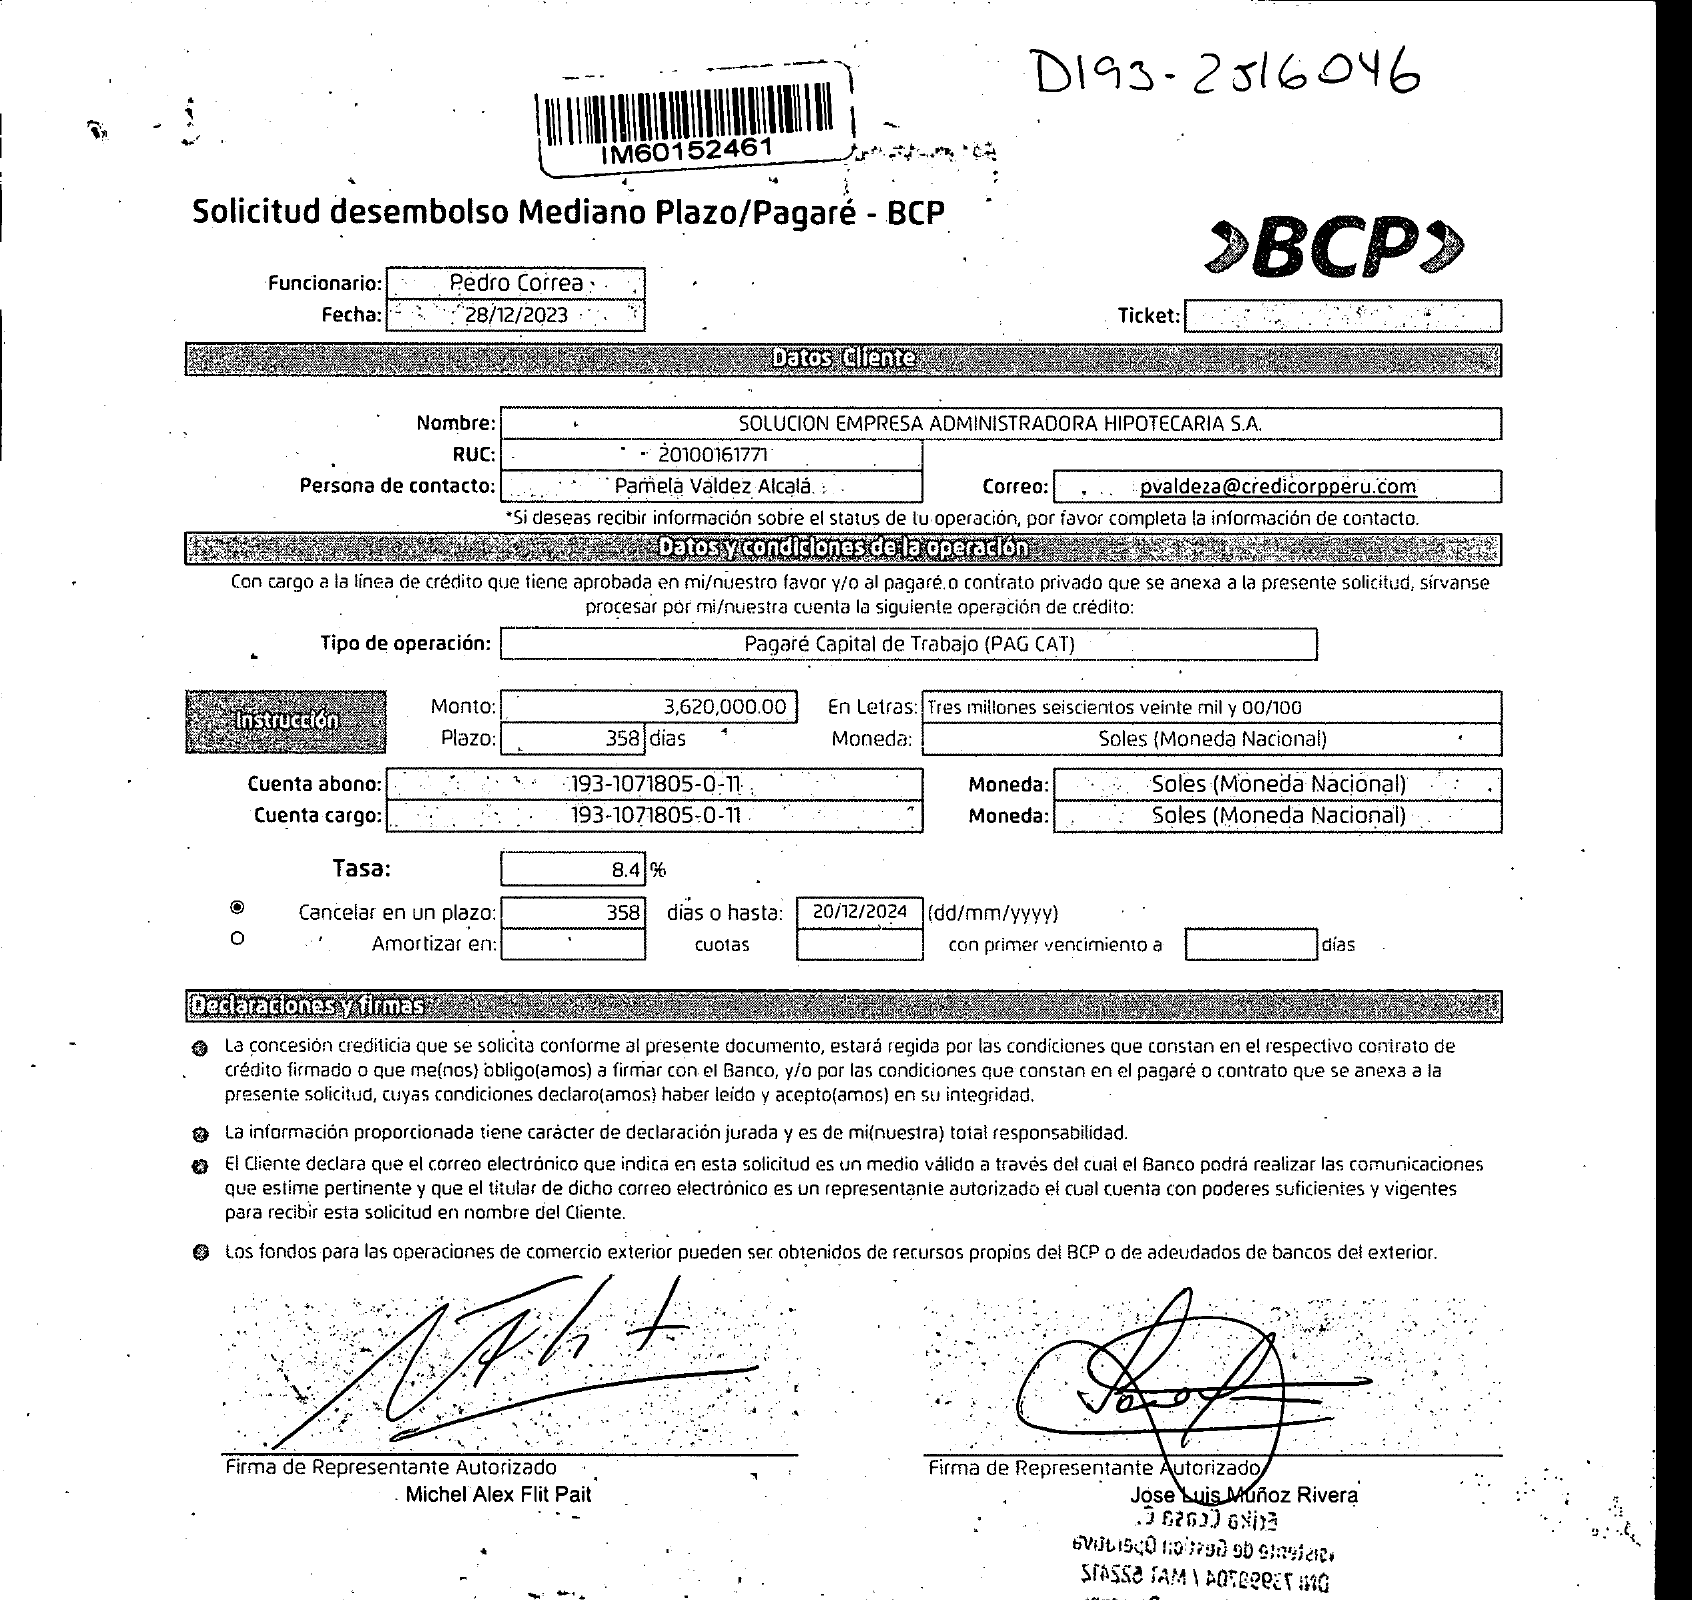 D193-2516046
IM60152461
Solicitud desembolso Mediano Plazo/Pagaré - BCP
BCP
Funcionario: Pedro Correa
Fecha: 28/12/2023
Ticket:
Datos Cliente
Nombre: SOLUCION EMPRESA ADMINISTRADORA HIPOTECARIA S.A.
RUC: 20100161771
Persona de contacto: Pamela Valdez Alcalá Correo: pvaldeza@credicorpperu.com
*Si deseas recibir información sobre el status de tu operación, por favor completa la información de contacto.
Datos y condiciones de la operación
Con cargo a la línea de crédito que tiene aprobada en mi/nuestro favor y/o al pagaré o contrato privado que se anexa a la presente solicitud, sírvanse
procesar por mi/nuestra cuenta la siguiente operación de crédito:
Tipo de operación: Pagaré Capital de Trabajo (PAG CAT)
Instrucción
Monto: 3,620,000.00 En Letras: Tres millones seiscientos veinte mil y 00/100
Plazo: 358 días Moneda: Soles (Moneda Nacional)
Cuenta abono: 193-1071805-0-11 Moneda: Soles (Moneda Nacional)
Cuenta cargo: 193-1071805-0-11 Moneda: Soles (Moneda Nacional)
Tasa: 8.4 %
Cancelar en un plazo: 358 días o hasta: 20/12/2024 (dd/mm/yyyy)
Amortizar en: cuotas con primer vencimiento a días
Declaraciones y firmas
La concesión crediticia que se solicita conforme al presente documento, estará regida por las condiciones que constan en el respectivo contrato de
crédito firmado o que me(nos) obligo(amos) a firmar con el Banco, y/o por las condiciones que constan en el pagaré o contrato que se anexa a la
presente solicitud, cuyas condiciones declaro(amos) haber leído y acepto(amos) en su integridad.
La información proporcionada tiene carácter de declaración jurada y es de mi(nuestra) total responsabilidad.
El Cliente declara que el correo electrónico que indica en esta solicitud es un medio válido a través del cual el Banco podrá realizar las comunicaciones
que estime pertinente y que el titular de dicho correo electrónico es un representante autorizado el cual cuenta con poderes suficientes y vigentes
para recibir esta solicitud en nombre del Cliente.
Los fondos para las operaciones de comercio exterior pueden ser obtenidos de recursos propios del BCP o de adeudados de bancos del exterior.
Firma de Representante Autorizado Firma de Representante Autorizado
Michel Alex Flit Pait Jose Luis Muñoz Rivera